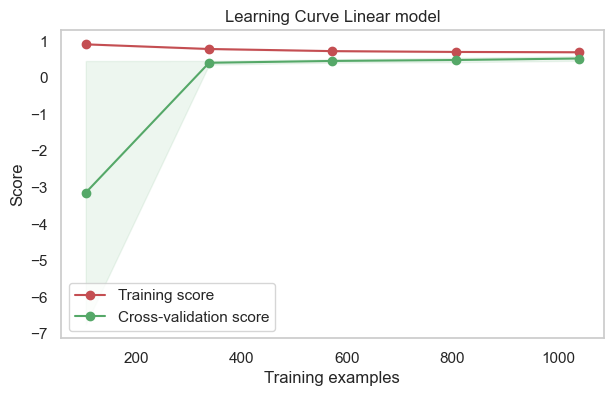 Learning Curve Linear model
1
0
−1
−2
−3
−4
−5
−6
−7
Score
Training score
Cross-validation score
200
400
600
800
1000
Training examples